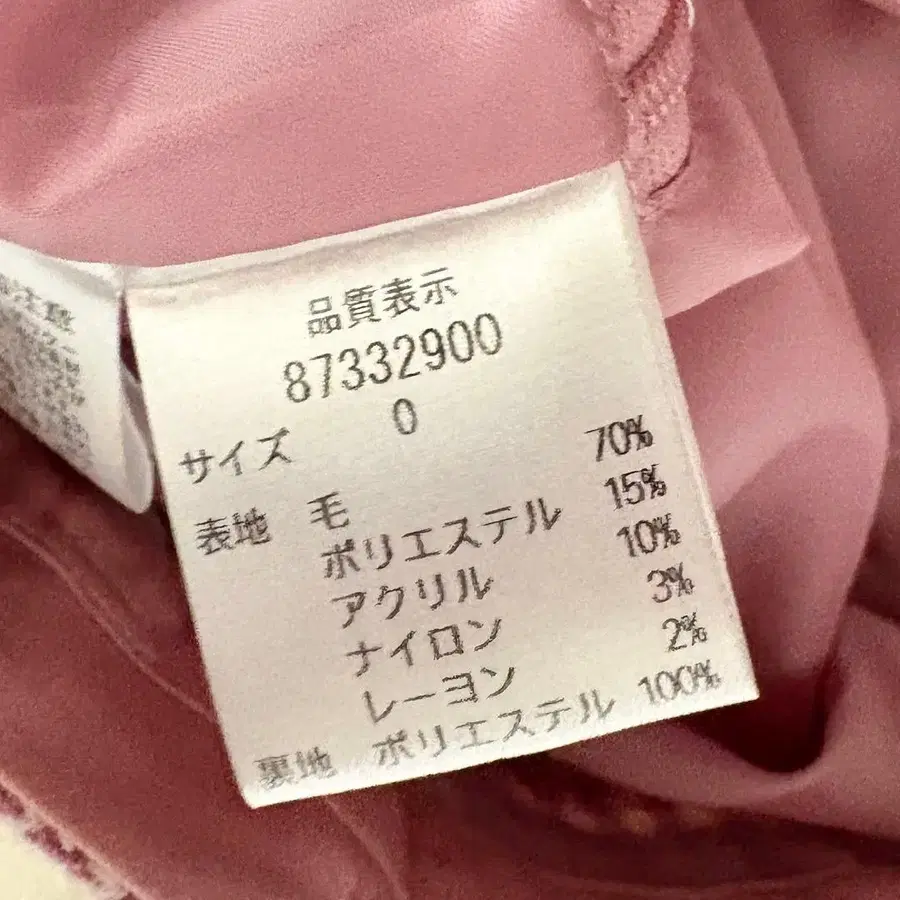 品質表示
87332900
サイズ 0
表地 毛 70%
ポリエステル 15%
アクリル 10%
ナイロン 3%
レーヨン 2%
裏地 ポリエステル 100%